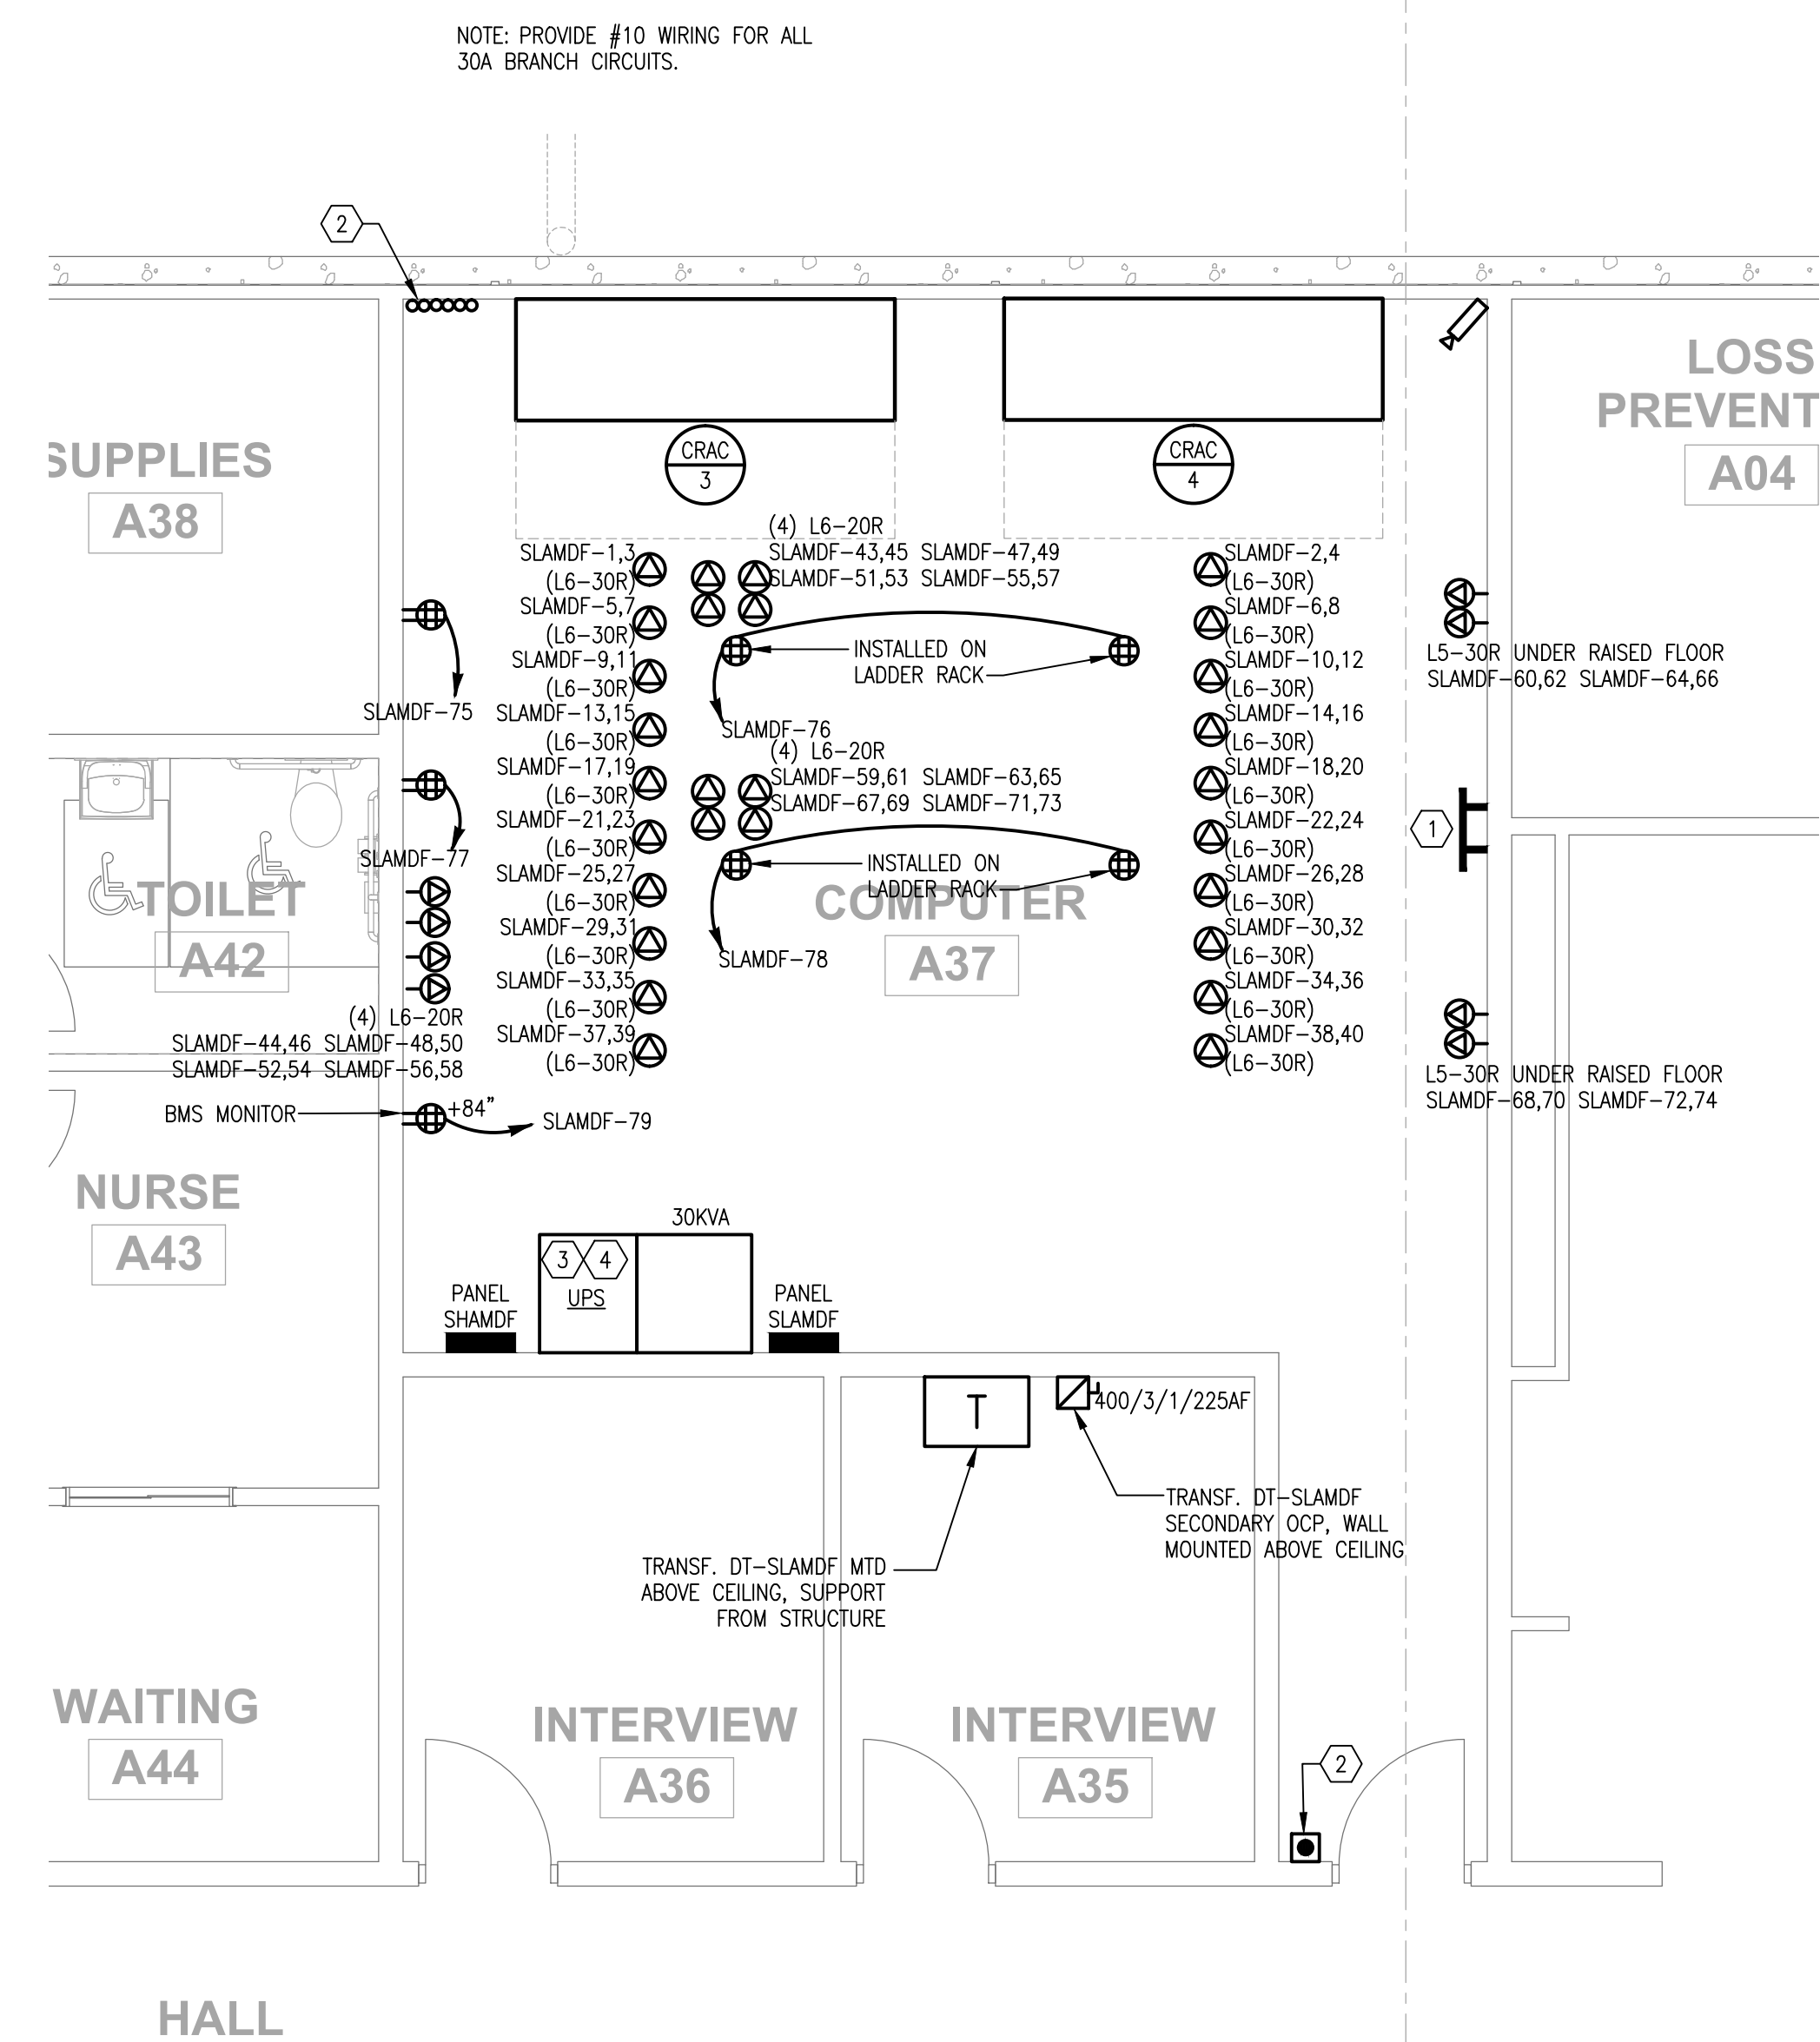 NOTE: PROVIDE #10 WIRING FOR ALL
30A BRANCH CIRCUITS.
2
LOSS
PREVENT
A04
SUPPLIES
A38
CRAC
3
CRAC
4
(4) L6-20R
SLAMDF-43,45 SLAMDF-47,49
SLAMDF-51,53 SLAMDF-55,57
SLAMDF-1,3
(L6-30R)
SLAMDF-5,7
(L6-30R)
SLAMDF-9,11
(L6-30R)
SLAMDF-13,15
(L6-30R)
SLAMDF-17,19
(L6-30R)
SLAMDF-21,23
(L6-30R)
SLAMDF-25,27
(L6-30R)
SLAMDF-29,31
(L6-30R)
SLAMDF-33,35
(L6-30R)
SLAMDF-37,39
(L6-30R)
SLAMDF-2,4
(L6-30R)
SLAMDF-6,8
(L6-30R)
SLAMDF-10,12
(L6-30R)
SLAMDF-14,16
(L6-30R)
SLAMDF-18,20
(L6-30R)
SLAMDF-22,24
(L6-30R)
SLAMDF-26,28
(L6-30R)
SLAMDF-30,32
(L6-30R)
SLAMDF-34,36
(L6-30R)
SLAMDF-38,40
(L6-30R)
INSTALLED ON
LADDER RACK
SLAMDF-76
(4) L6-20R
SLAMDF-59,61 SLAMDF-63,65
SLAMDF-67,69 SLAMDF-71,73
INSTALLED ON
LADDER RACK
SLAMDF-78
COMPUTER
A37
L5-30R UNDER RAISED FLOOR
SLAMDF-60,62 SLAMDF-64,66
1
L5-30R UNDER RAISED FLOOR
SLAMDF-68,70 SLAMDF-72,74
SLAMDF-75
SLAMDF-77
TOILET
A42
(4) L6-20R
SLAMDF-44,46 SLAMDF-48,50
SLAMDF-52,54 SLAMDF-56,58
BMS MONITOR
+84"
SLAMDF-79
NURSE
A43
30KVA
3
4
UPS
PANEL
SHAMDF
PANEL
SLAMDF
T
400/3/1/225AF
TRANSF. DT-SLAMDF
SECONDARY OCP, WALL
MOUNTED ABOVE CEILING
TRANSF. DT-SLAMDF MTD
ABOVE CEILING, SUPPORT
FROM STRUCTURE
WAITING
A44
INTERVIEW
A36
INTERVIEW
A35
2
HALL